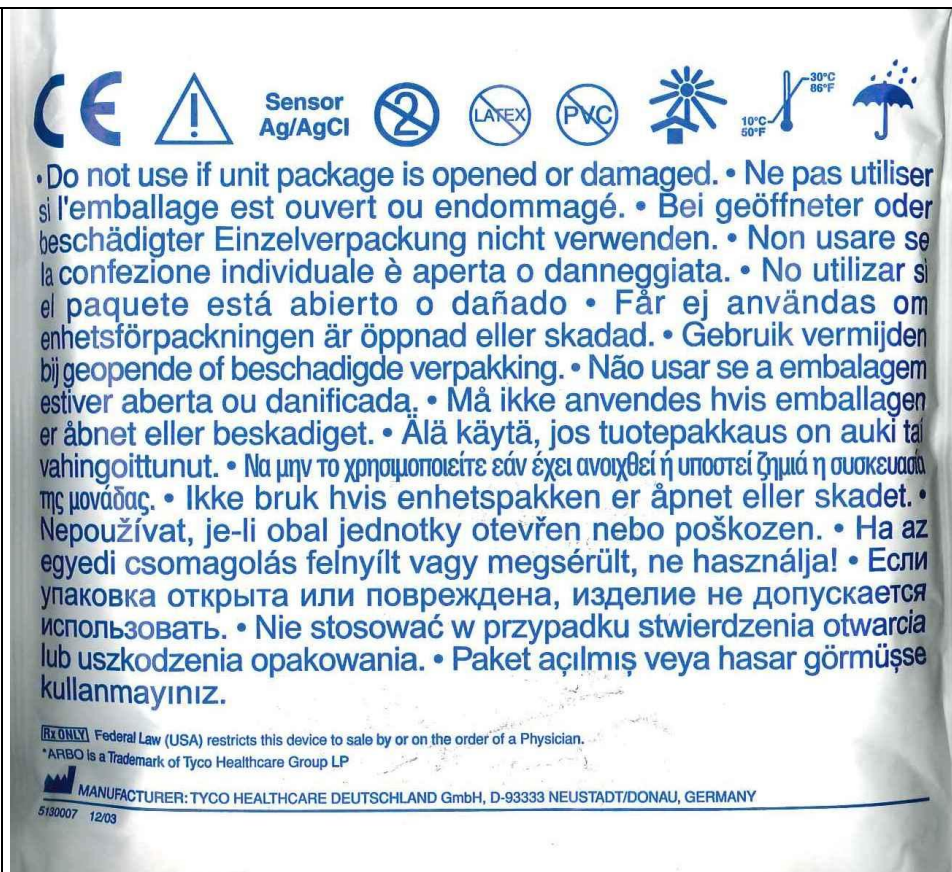 CE
Sensor
Ag/AgCl
2
LATEX
PVC
30°C
86°F
10°C
50°F
•Do not use if unit package is opened or damaged. • Ne pas utiliser
si l'emballage est ouvert ou endommagé. • Bei geöffneter oder
beschädigter Einzelverpackung nicht verwenden. • Non usare se
la confezione individuale è aperta o danneggiata. • No utilizar si
el paquete está abierto o dañado • Får ej användas om
enhetsförpackningen är öppnad eller skadad. • Gebruik vermijden
bij geopende of beschadigde verpakking. • Não usar se a embalagem
estiver aberta ou danificada. • Må ikke anvendes hvis emballagen
er åbnet eller beskadiget. • Älä käytä, jos tuotepakkaus on auki tai
vahingoittunut. • Να μην το χρησιμοποιείτε εάν έχει ανοιχθεί ή υποστεί ζημιά η συσκευασία
της μονάδας. • Ikke bruk hvis enhetspakken er åpnet eller skadet. •
Nepoužívat, je-li obal jednotky otevřen nebo poškozen. • Ha az
egyedi csomagolás felnyílt vagy megsérült, ne használja! • Если
упаковка открыта или повреждена, изделие не допускается
использовать. • Nie stosować w przypadku stwierdzenia otwarcia
lub uszkodzenia opakowania. • Paket açılmış veya hasar görmüşse
kullanmayınız.
Rx ONLY Federal Law (USA) restricts this device to sale by or on the order of a Physician.
*ARBO is a Trademark of Tyco Healthcare Group LP
MANUFACTURER: TYCO HEALTHCARE DEUTSCHLAND GmbH, D-93333 NEUSTADT/DONAU, GERMANY
5130007 12/03